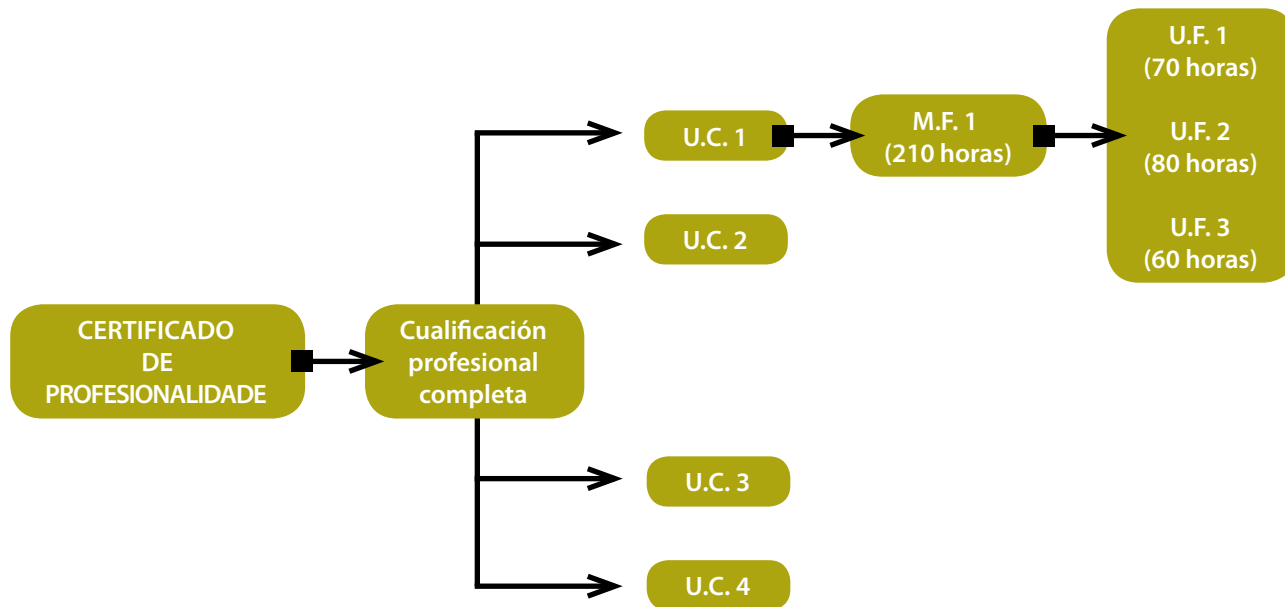 CERTIFICADO
DE
PROFESIONALIDADE
Cualificación
profesional
completa
U.C. 1
U.C. 2
U.C. 3
U.C. 4
M.F. 1
(210 horas)
U.F. 1
(70 horas)
U.F. 2
(80 horas)
U.F. 3
(60 horas)